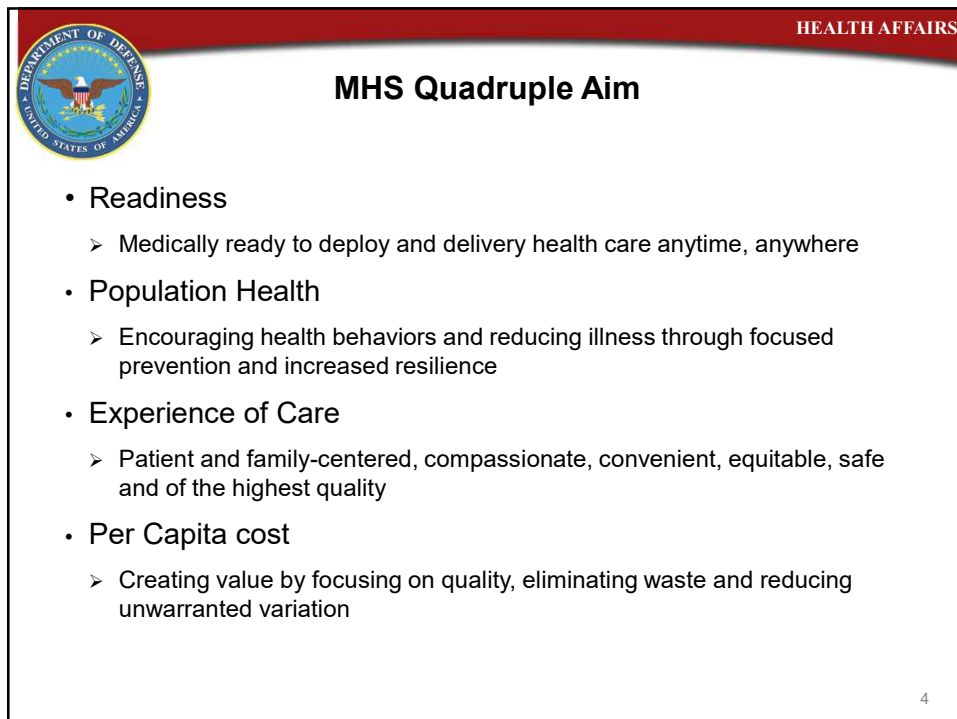 HEALTH AFFAIRS
DEPARTMENT OF DEFENSE
UNITED STATES OF AMERICA
MHS Quadruple Aim
• Readiness
➢ Medically ready to deploy and delivery health care anytime, anywhere
• Population Health
➢ Encouraging health behaviors and reducing illness through focused
prevention and increased resilience
• Experience of Care
➢ Patient and family-centered, compassionate, convenient, equitable, safe
and of the highest quality
• Per Capita cost
➢ Creating value by focusing on quality, eliminating waste and reducing
unwarranted variation
4